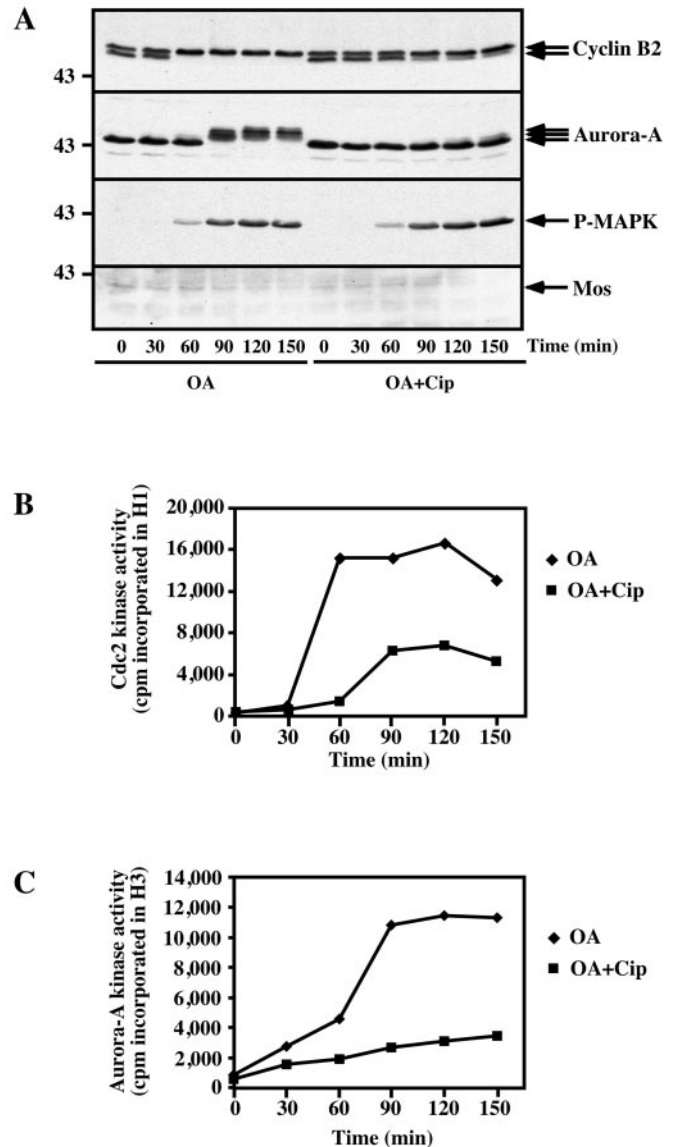 A
43
Cyclin B2
43
Aurora-A
43
P-MAPK
43
Mos
0 30 60 90 120 150 0 30 60 90 120 150 Time (min)
OA OA+Cip
B
Cdc2 kinase activity
(cpm incorporated in H1)
20,000
16,000
12,000
8,000
4,000
0
0 30 60 90 120 150
Time (min)
OA
OA+Cip
C
Aurora-A kinase activity
(cpm incorporated in H3)
14,000
12,000
10,000
8,000
6,000
4,000
2,000
0
0 30 60 90 120 150
Time (min)
OA
OA+Cip